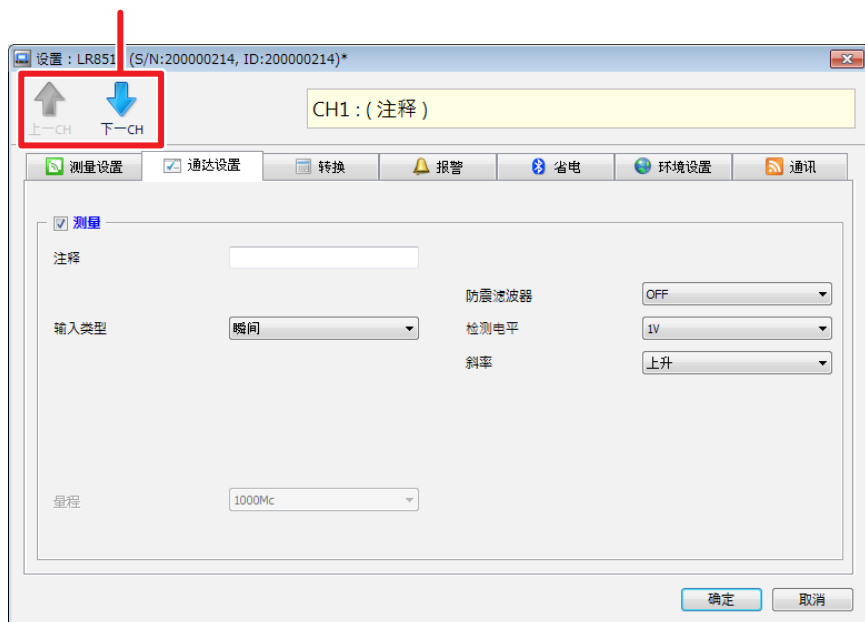 设置：LR851 (S/N:200000214, ID:200000214)*
上一CH 下一CH
CH1 : ( 注释 )
测量设置 通达设置 转换 报警 省电 环境设置 通讯
测量
注释
防震滤波器 OFF
输入类型 瞬间 检测电平 1V
斜率 上升
量程 1000Mc
确定 取消